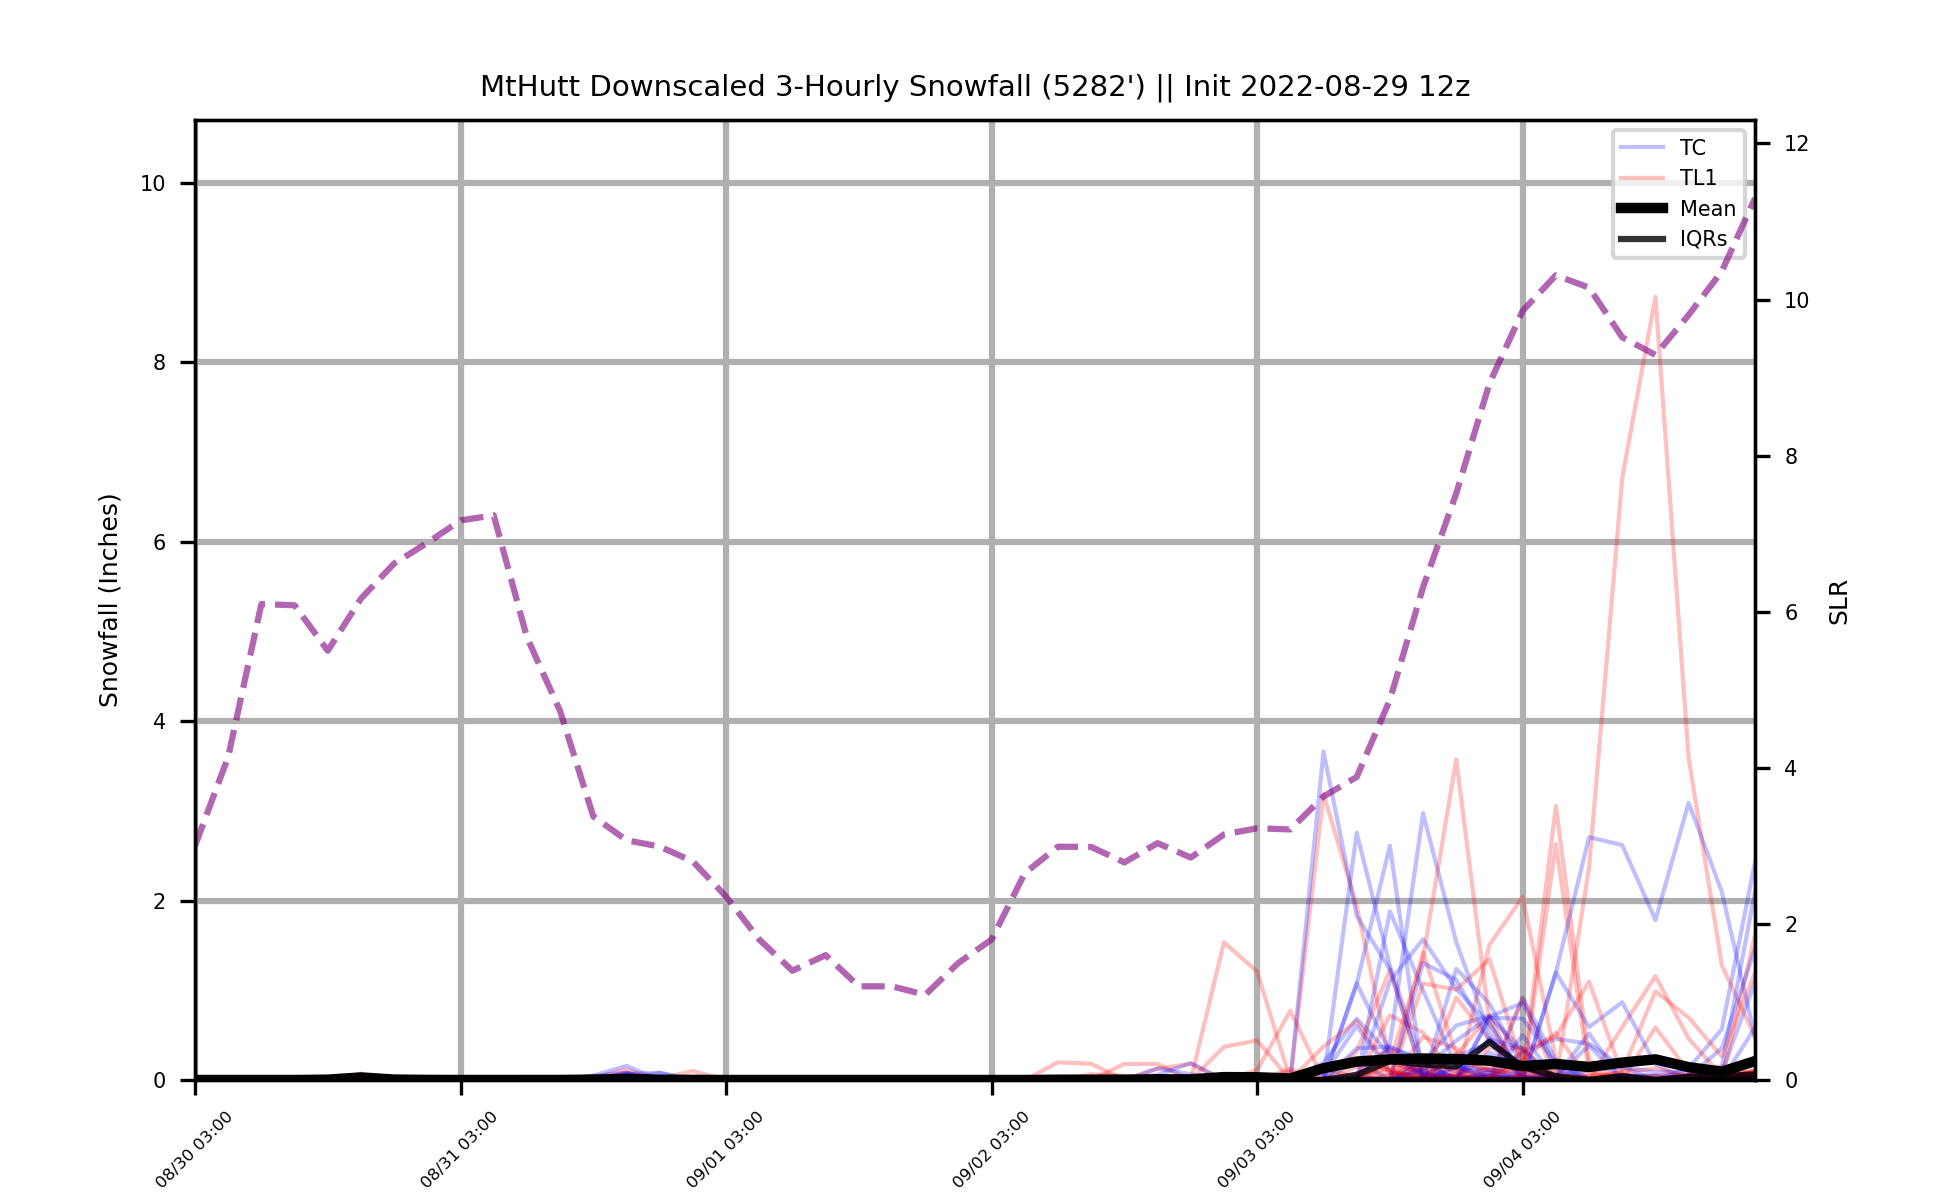 MtHutt Downscaled 3-Hourly Snowfall (5282') || Init 2022-08-29 12z
TC
TL1
Mean
IQRs
Snowfall (Inches)
10
8
6
4
2
0
12
10
8
6
4
2
0
SLR
08/30 03:00
08/31 03:00
09/01 03:00
09/02 03:00
09/03 03:00
09/04 03:00